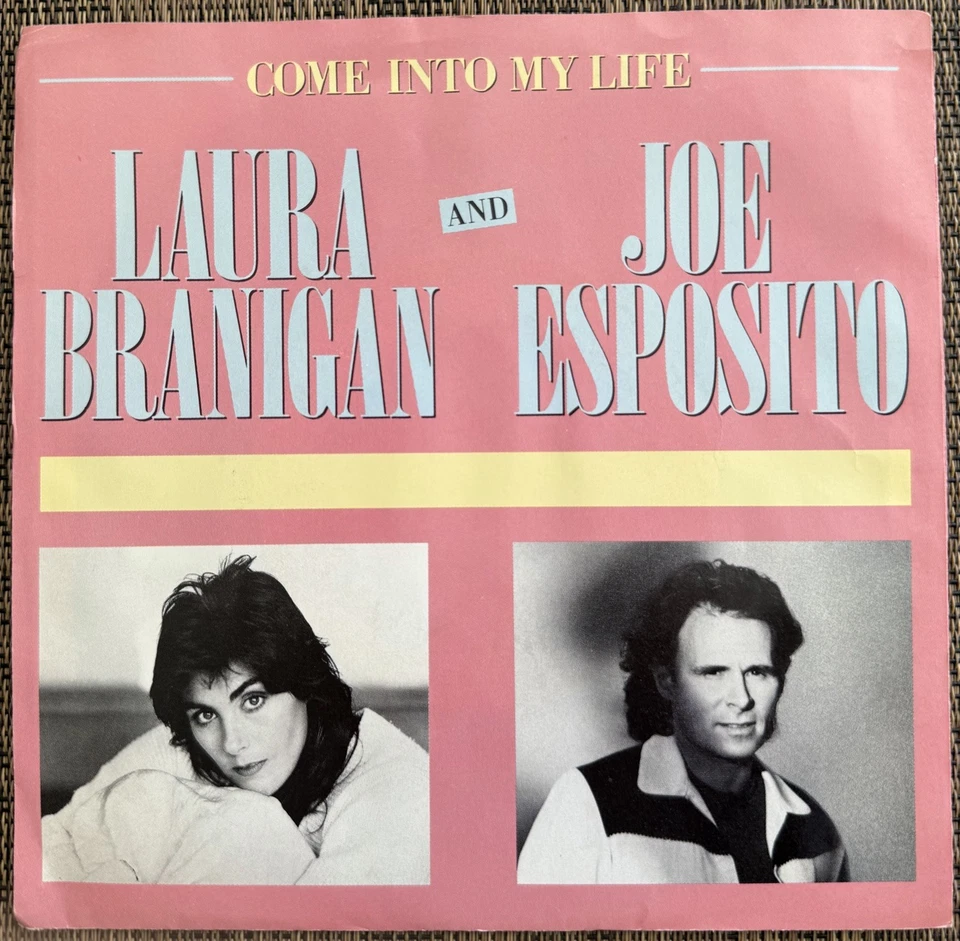 COME INTO MY LIFE
LAURA
BRANIGAN
AND
JOE
ESPOSITO